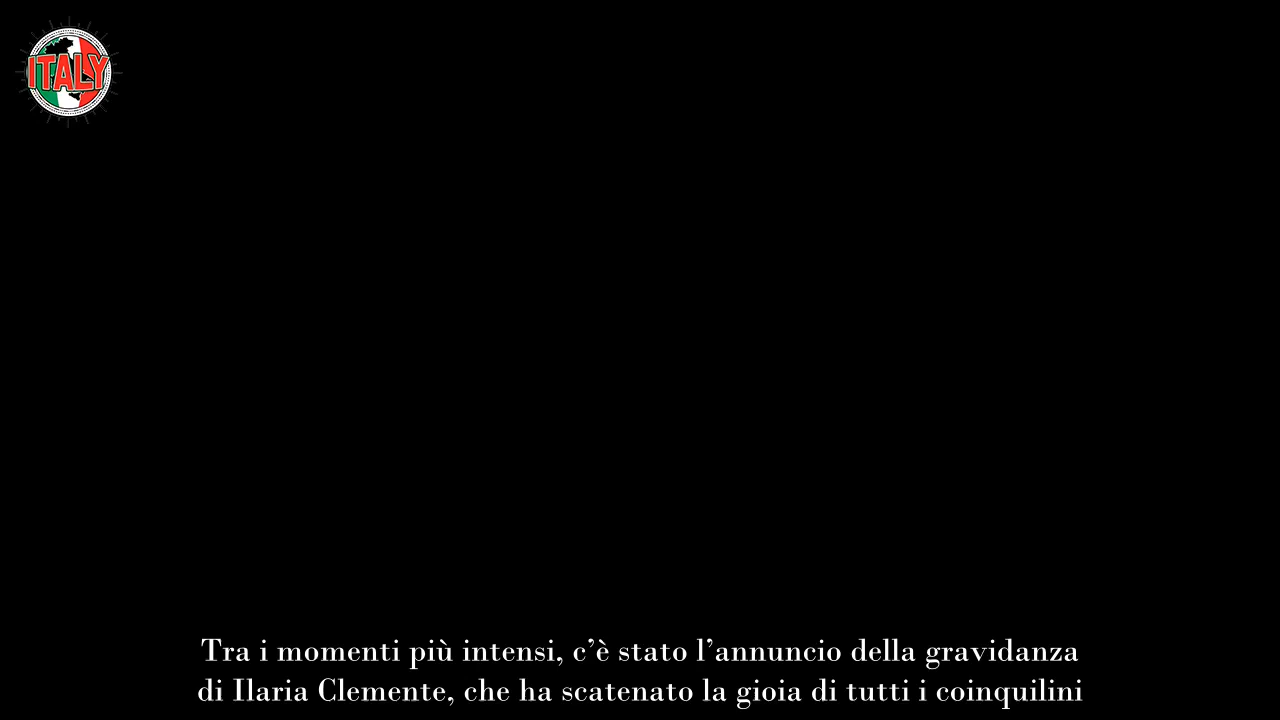 ITALY
Tra i momenti più intensi, c’è stato l’annuncio della gravidanza
di Ilaria Clemente, che ha scatenato la gioia di tutti i coinquilini